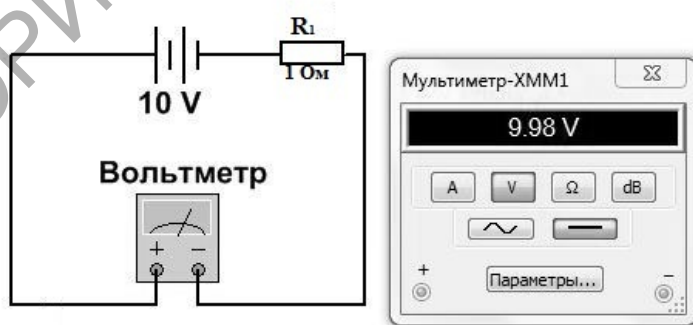 R1
1 Ом
10 V
Вольтметр
+ −
Мультиметр-XMM1
9.98 V
A V Ω dB
+ Параметры... −